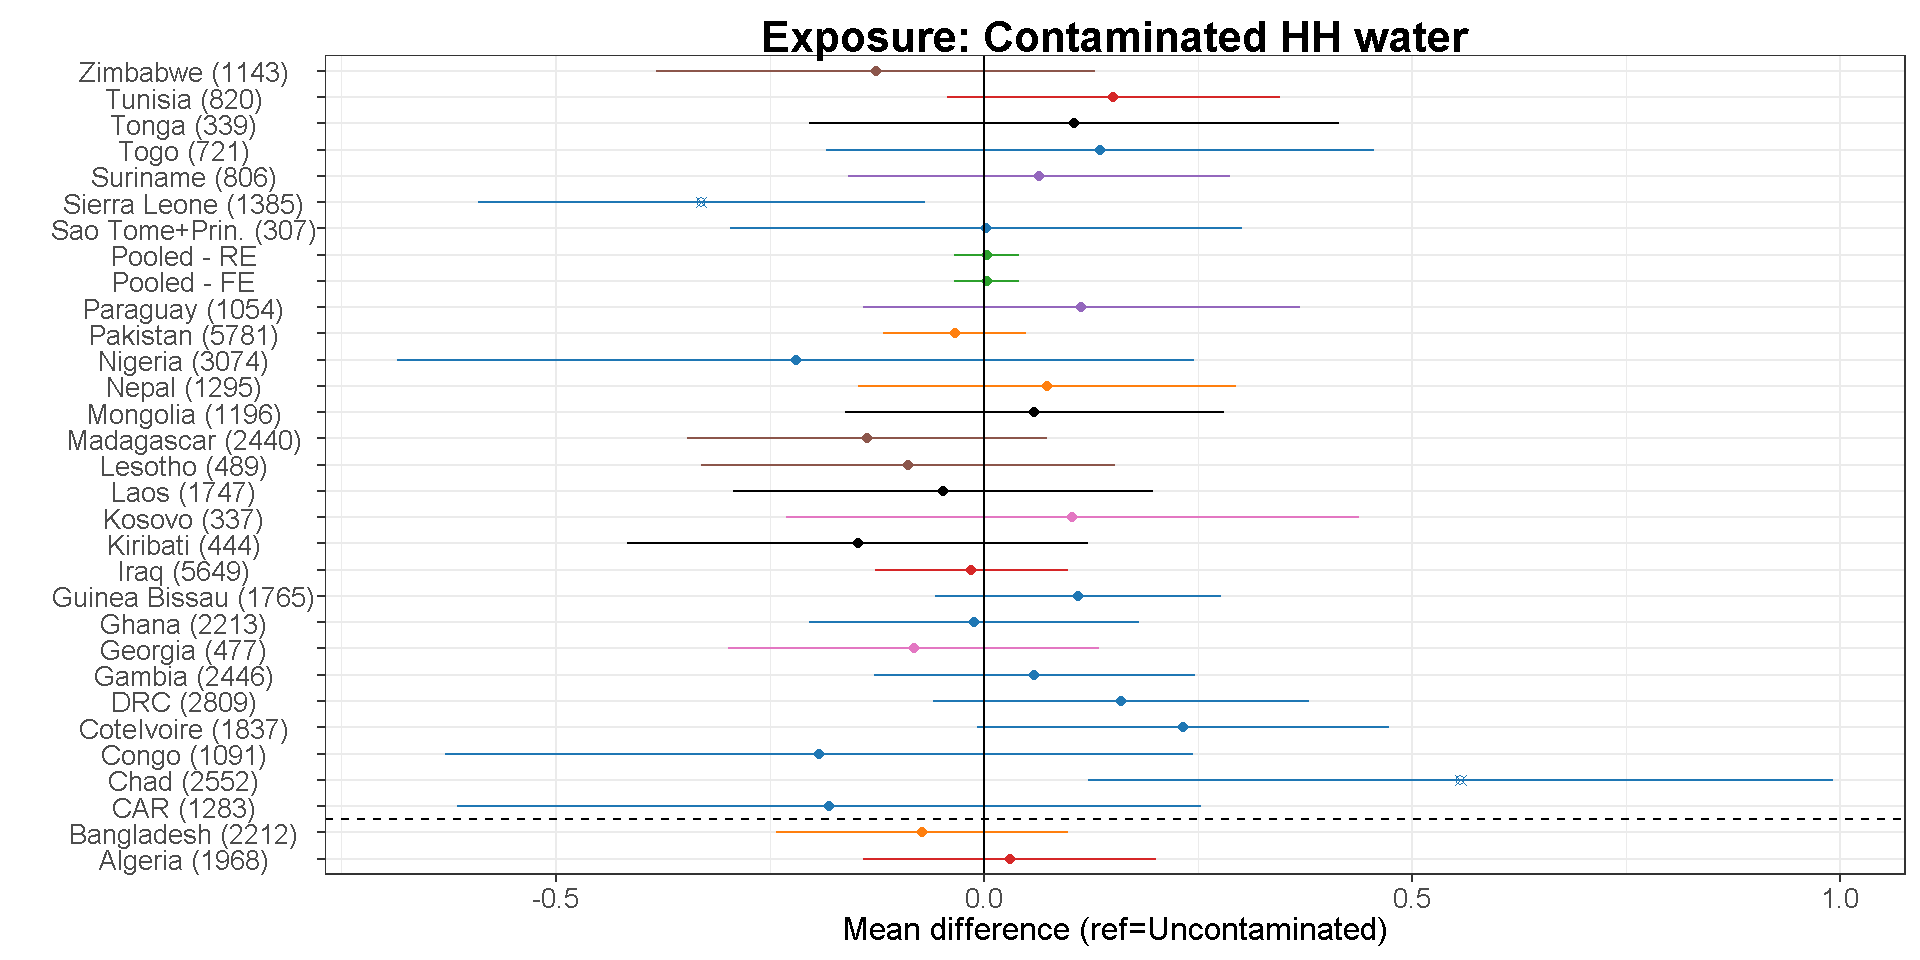 Exposure: Contaminated HH water
Zimbabwe (1143)
Tunisia (820)
Tonga (339)
Togo (721)
Suriname (806)
Sierra Leone (1385)
Sao Tome+Prin. (307)
Pooled - RE
Pooled - FE
Paraguay (1054)
Pakistan (5781)
Nigeria (3074)
Nepal (1295)
Mongolia (1196)
Madagascar (2440)
Lesotho (489)
Laos (1747)
Kosovo (337)
Kiribati (444)
Iraq (5649)
Guinea Bissau (1765)
Ghana (2213)
Georgia (477)
Gambia (2446)
DRC (2809)
CoteIvoire (1837)
Congo (1091)
Chad (2552)
CAR (1283)
Bangladesh (2212)
Algeria (1968)
-0.5 0.0 0.5 1.0
Mean difference (ref=Uncontaminated)